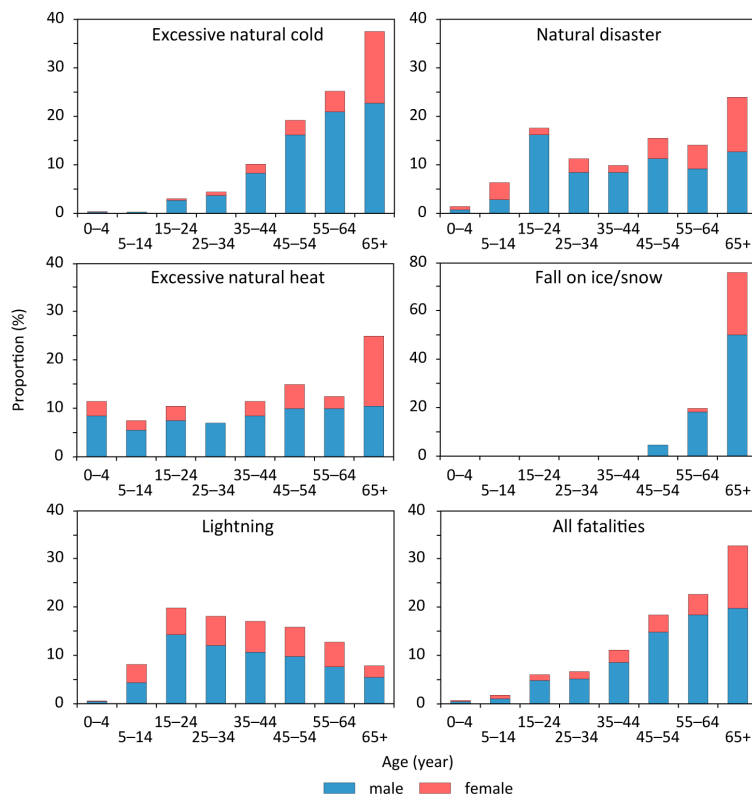 Excessive natural cold
40
30
20
10
0
0–4 15–24 35–44 55–64
5–14 25–34 45–54 65+
Natural disaster
40
30
20
10
0
0–4 15–24 35–44 55–64
5–14 25–34 45–54 65+
Excessive natural heat
40
30
20
10
0
0–4 15–24 35–44 55–64
5–14 25–34 45–54 65+
Fall on ice/snow
80
60
40
20
0
0–4 15–24 35–44 55–64
5–14 25–34 45–54 65+
Proportion (%)
Lightning
40
30
20
10
0
0–4 15–24 35–44 55–64
5–14 25–34 45–54 65+
All fatalities
40
30
20
10
0
0–4 15–24 35–44 55–64
5–14 25–34 45–54 65+
Age (year)
male female